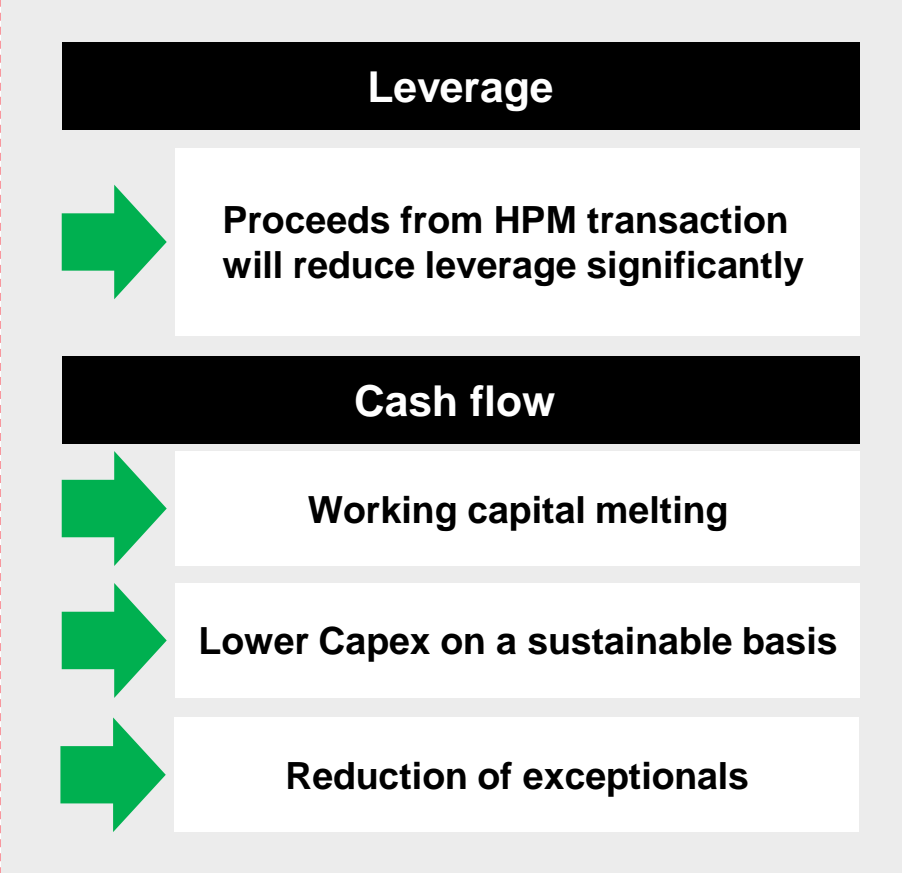 Leverage
Proceeds from HPM transaction
will reduce leverage significantly
Cash flow
Working capital melting
Lower Capex on a sustainable basis
Reduction of exceptionals